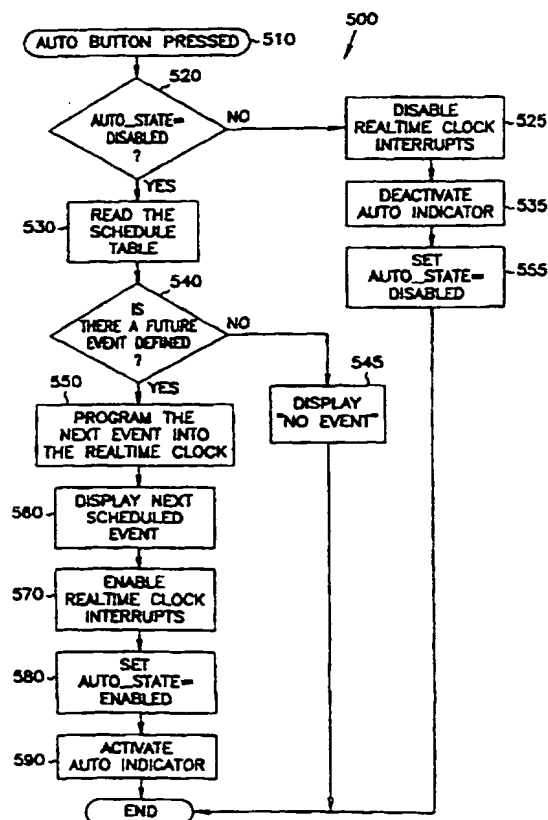 500
AUTO BUTTON PRESSED
510
520
AUTO_STATE=
DISABLED
?
NO
YES
DISABLE
REALTIME CLOCK
INTERRUPTS
525
DEACTIVATE
AUTO INDICATOR
535
SET
AUTO_STATE=
DISABLED
555
530
READ THE
SCHEDULE
TABLE
540
IS
THERE A FUTURE
EVENT DEFINED
?
NO
YES
545
DISPLAY
"NO EVENT"
550
PROGRAM THE
NEXT EVENT INTO
THE REALTIME CLOCK
560
DISPLAY NEXT
SCHEDULED
EVENT
570
ENABLE
REALTIME CLOCK
INTERRUPTS
580
SET
AUTO_STATE=
ENABLED
590
ACTIVATE
AUTO INDICATOR
END